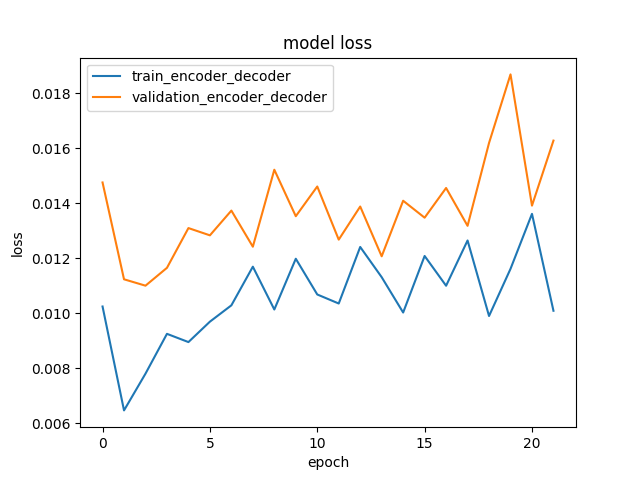 model loss
train_encoder_decoder
validation_encoder_decoder
0.018
0.016
0.014
0.012
0.010
0.008
0.006
loss
0 5 10 15 20
epoch